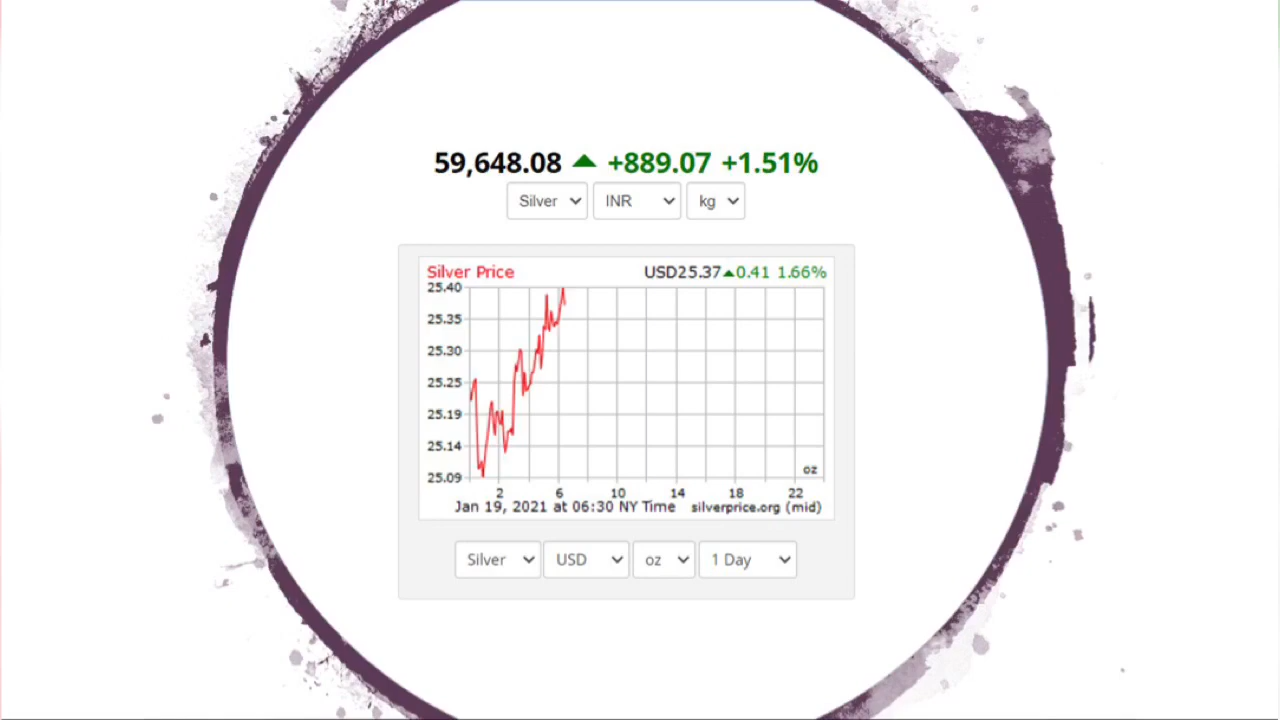 59,648.08 ▲ +889.07 +1.51%
Silver INR kg
Silver Price USD25.37▲0.41 1.66%
25.40
25.35
25.30
25.25
25.19
25.14
25.09
oz
2 6 10 14 18 22
Jan 19, 2021 at 06:30 NY Time silverprice.org (mid)
Silver USD oz 1 Day